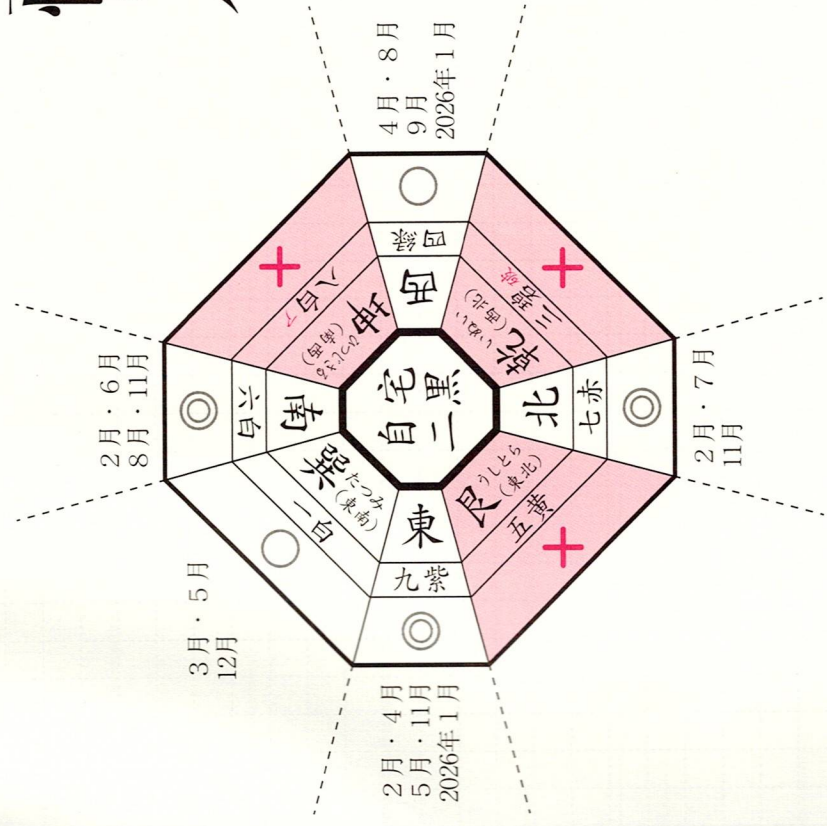 2月・6月
8月・11月
六白
南
3月・5月
12月
一白
巽
たつみ
(東南)
八白ア
坤
ひつじさる
(南西)
2月・4月
5月・11月
2026年1月
九紫
東
自宅
二黒
西
四緑
4月・8月
9月
2026年1月
艮
うしとら
(東北)
五黄
乾
いぬい
(西北)
三碧破
北
七赤
2月・7月
11月